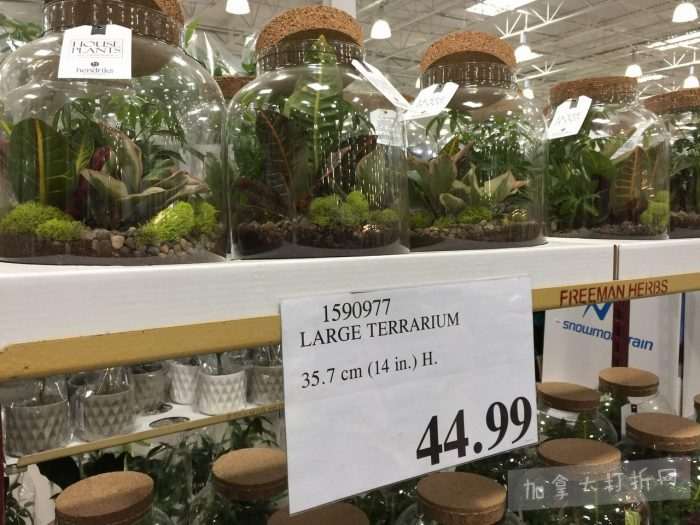 HOUSE
PLANTS
hendriks
1590977
LARGE TERRARIUM
35.7 cm (14 in.) H.
44.99
FREEMAN HERBS
snowmountain
加拿大打折网